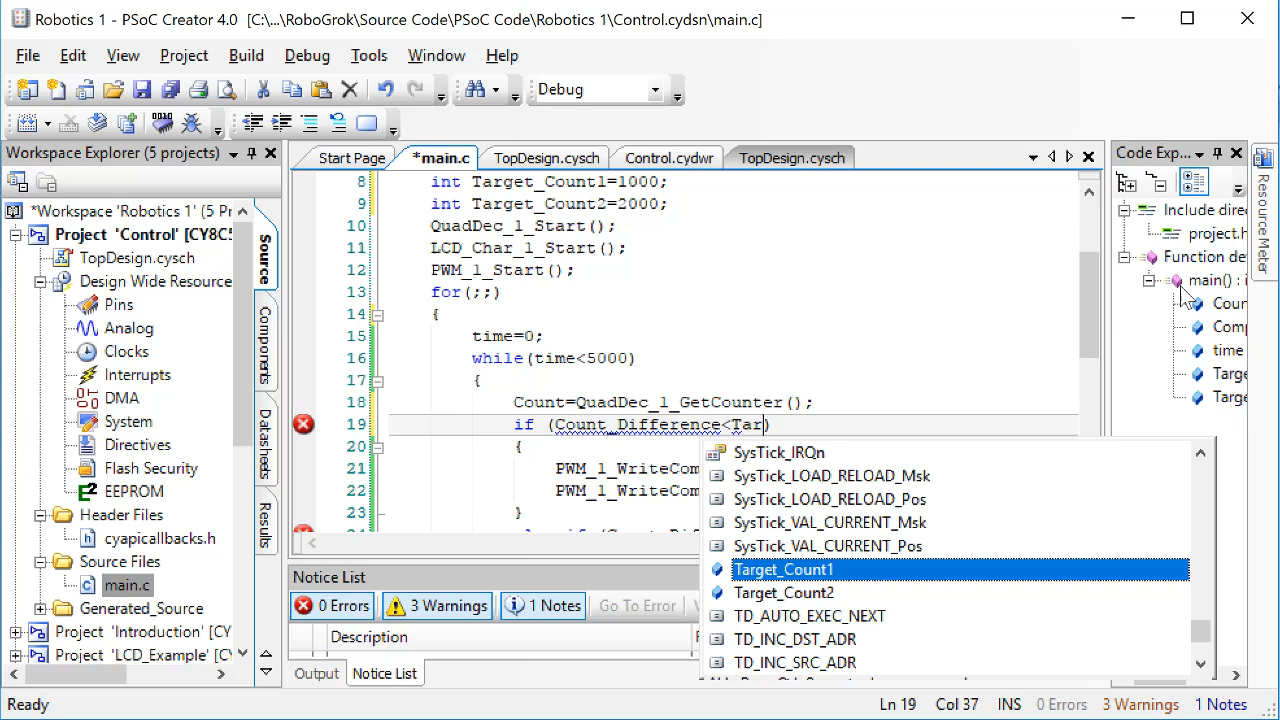 Robotics 1 - PSoC Creator 4.0 [C:\...\RoboGrok\Source Code\PSoC Code\Robotics 1\Control.cydsn\main.c]
File Edit View Project Build Debug Tools Window Help
Debug
Workspace Explorer (5 projects)
*Workspace 'Robotics 1' (5 Pr
Project 'Control' [CY8C5
TopDesign.cysch
Design Wide Resource
Pins
Analog
Clocks
Interrupts
DMA
System
Directives
Flash Security
EEPROM
Header Files
cyapicallbacks.h
Source Files
main.c
Generated_Source
Project 'Introduction' [CY
Project 'LCD_Example' [CY
Source
Components
Datasheets
Results
Start Page *main.c TopDesign.cysch Control.cydwr TopDesign.cysch
8 int Target_Count1=1000;
9 int Target_Count2=2000;
10 QuadDec_1_Start();
11 LCD_Char_1_Start();
12 PWM_1_Start();
13 for(;;)
14 {
15 time=0;
16 while(time<5000)
17 {
18 Count=QuadDec_1_GetCounter();
19 if (Count_Difference<Tar)
20 {
21 PWM_1_WriteCom
22 PWM_1_WriteCom
23 }
SysTick_IRQn
SysTick_LOAD_RELOAD_Msk
SysTick_LOAD_RELOAD_Pos
SysTick_VAL_CURRENT_Msk
SysTick_VAL_CURRENT_Pos
Target_Count1
Target_Count2
TD_AUTO_EXEC_NEXT
TD_INC_DST_ADR
TD_INC_SRC_ADR
Notice List
0 Errors 3 Warnings 1 Notes Go To Error
Description
Output Notice List
Code Exp...
Include direc
project.h
Function de
main() : i
Coun
Comp
time
Targe
Targe
Resource Meter
Ready Ln 19 Col 37 INS 0 Errors 3 Warnings 1 Notes